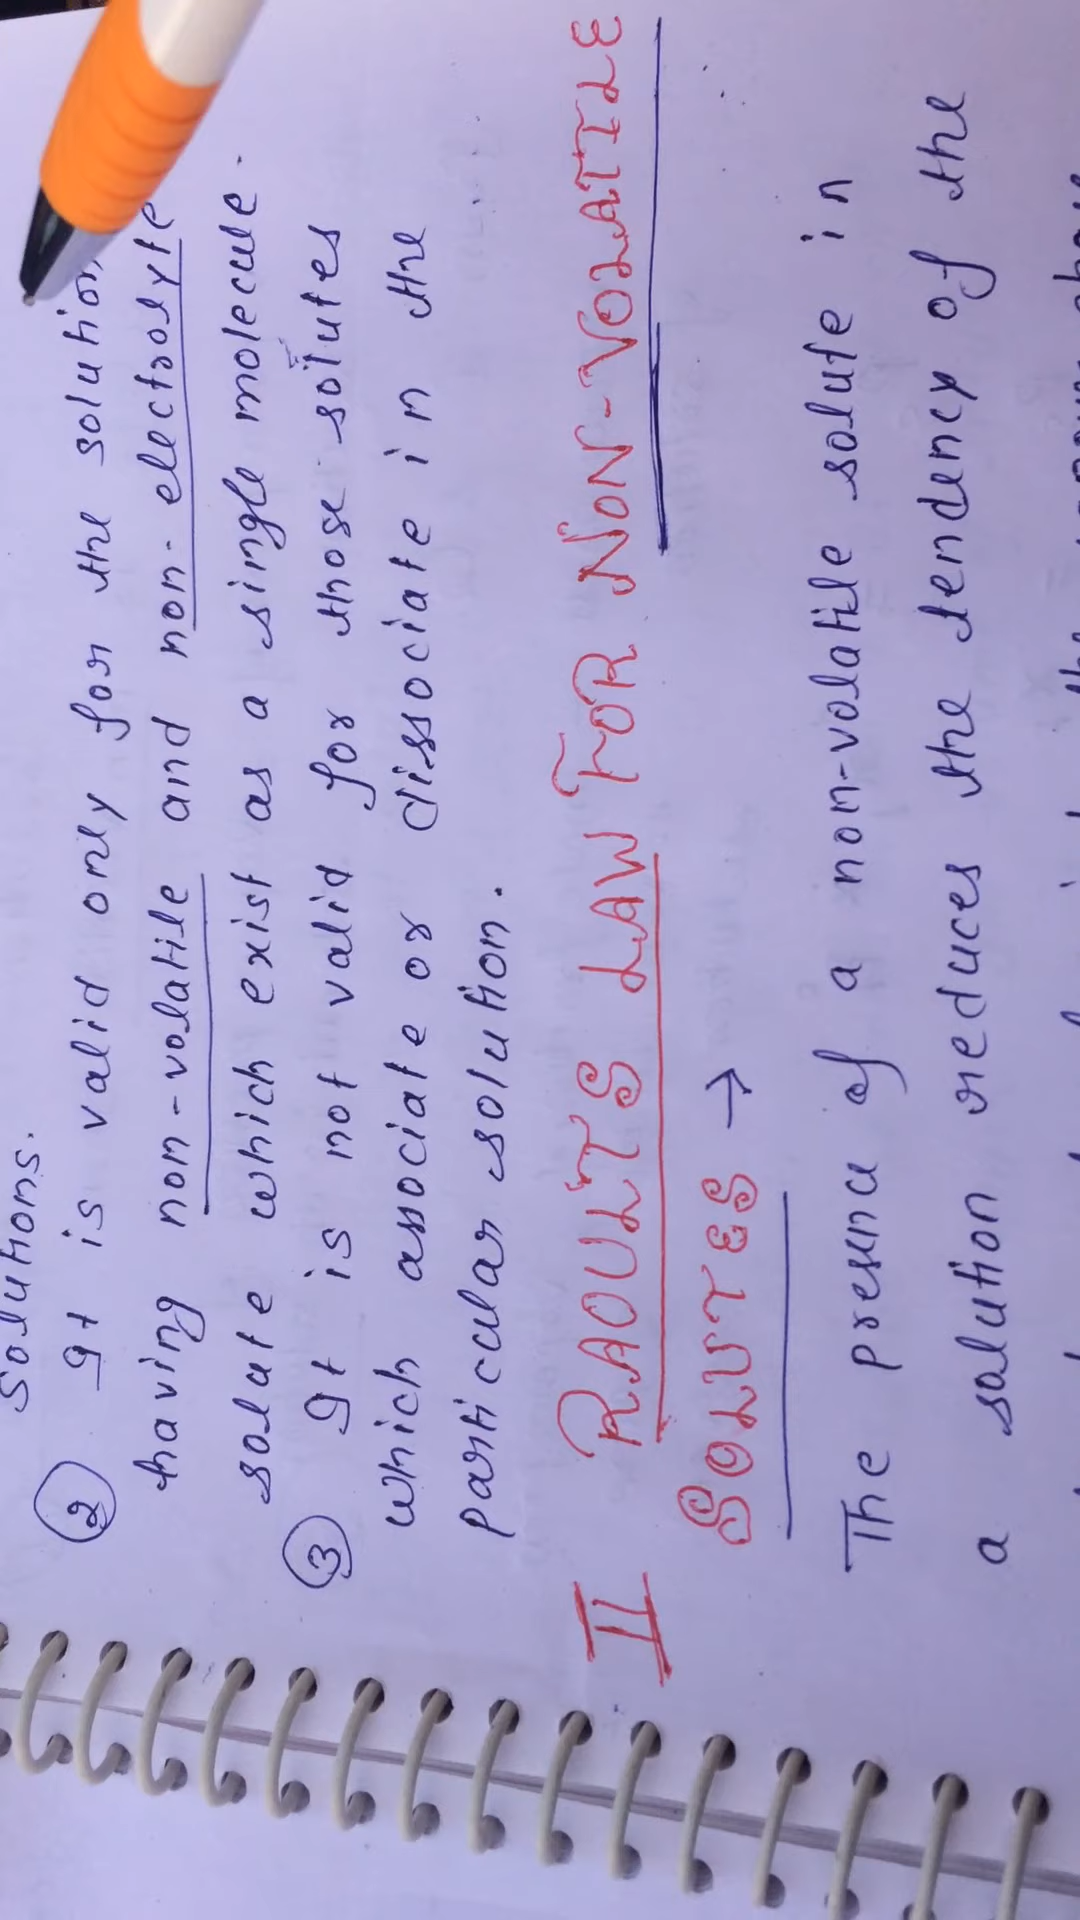 Solutions.
② It is valid only for the solution
having non-volatile and non-electrolyte
solute which exist as a single molecule.
③ It is not valid for those solutes
which associate or dissociate in the
particular solution.
II RAOULTS LAW FOR NON-VOLATILE
SOLUTES →
The presence of a non-volatile solute in
a solution reduces the tendency of the